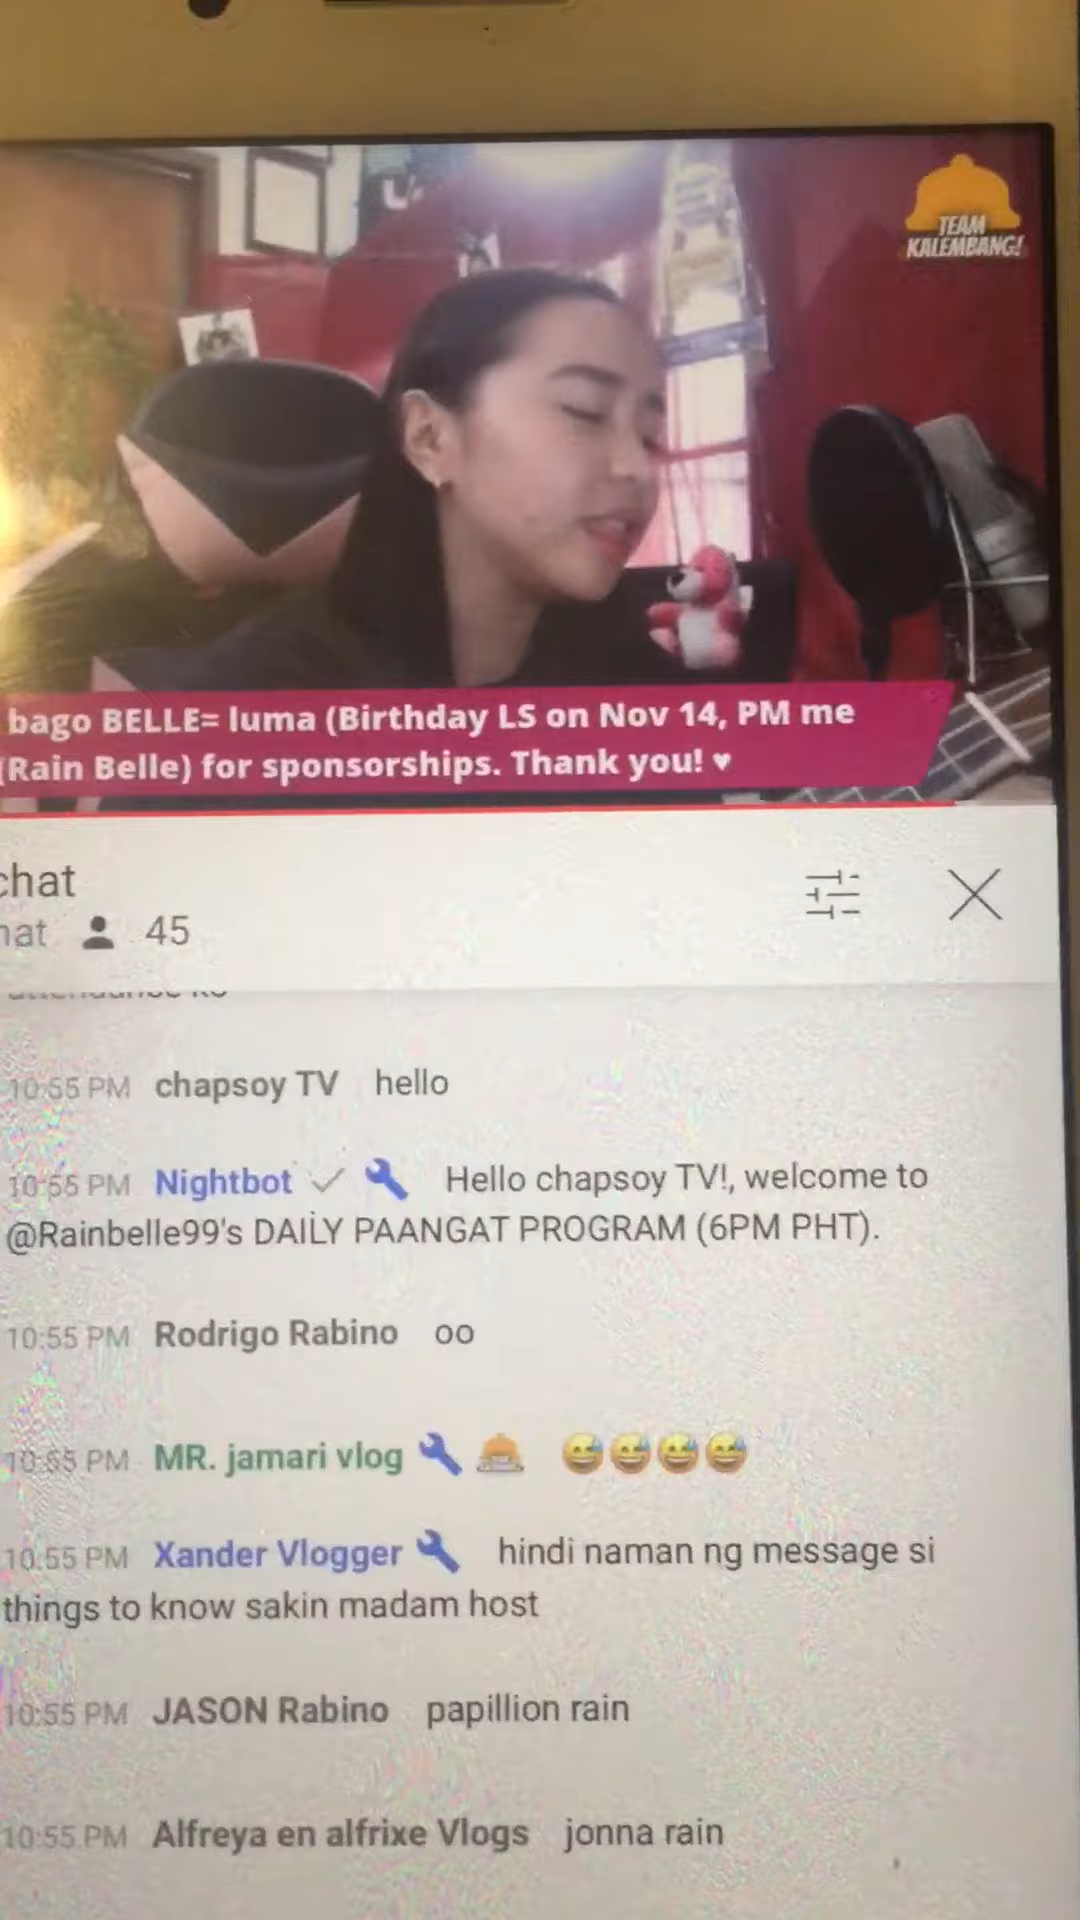 TEAM
KALEMBANG!
bago BELLE= luma (Birthday LS on Nov 14, PM me
(Rain Belle) for sponsorships. Thank you! ♥
chat
hat 45
10:55 PM chapsoy TV hello
10:55 PM Nightbot Hello chapsoy TV!, welcome to
@Rainbelle99's DAILY PAANGAT PROGRAM (6PM PHT).
10:55 PM Rodrigo Rabino oo
10:55 PM MR. jamari vlog 😅😅😅😅
10:55 PM Xander Vlogger hindi naman ng message si
things to know sakin madam host
10:55 PM JASON Rabino papillion rain
10:55 PM Alfreya en alfrixe Vlogs jonna rain